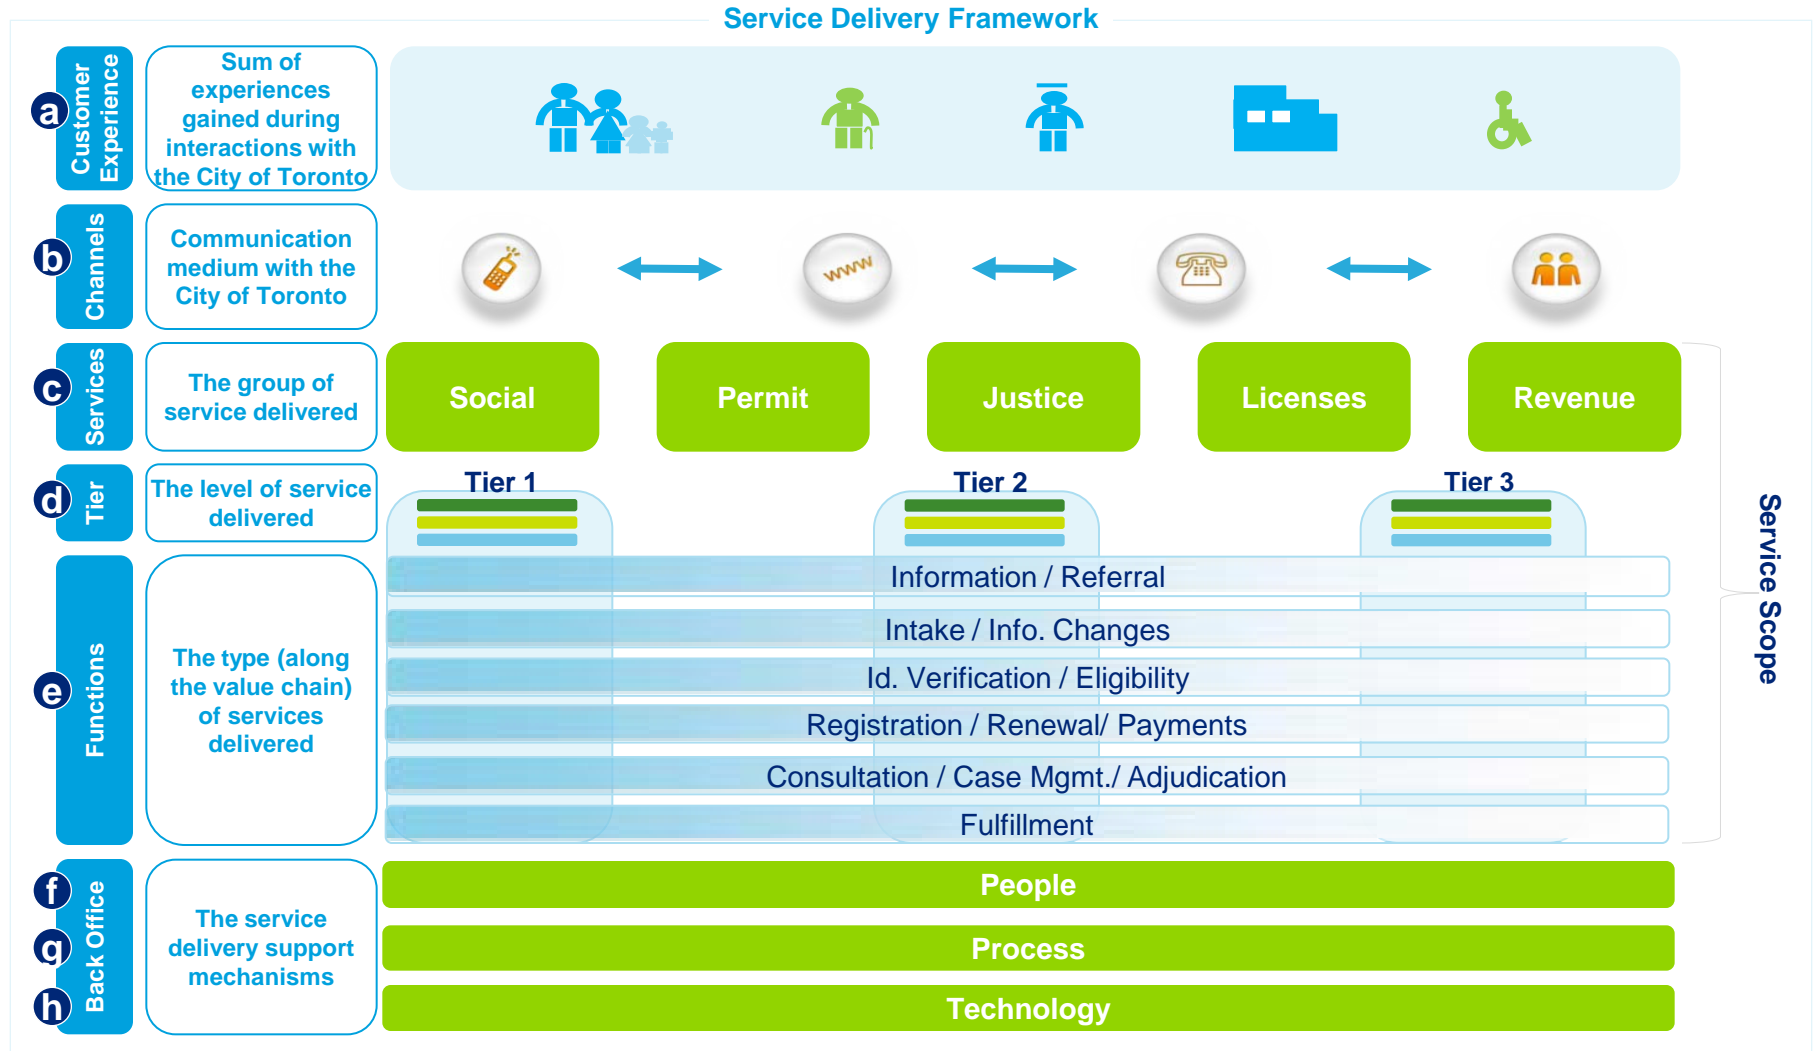 Service Delivery Framework
a
Customer
Experience
Sum of
experiences
gained during
interactions with
the City of Toronto
b
Channels
Communication
medium with the
City of Toronto
www
c
Services
The group of
service delivered
Social
Permit
Justice
Licenses
Revenue
d
Tier
The level of service
delivered
Tier 1
Tier 2
Tier 3
e
Functions
The type (along
the value chain)
of services
delivered
Information / Referral
Intake / Info. Changes
Id. Verification / Eligibility
Registration / Renewal/ Payments
Consultation / Case Mgmt./ Adjudication
Fulfillment
Service Scope
f
g
h
Back Office
The service
delivery support
mechanisms
People
Process
Technology